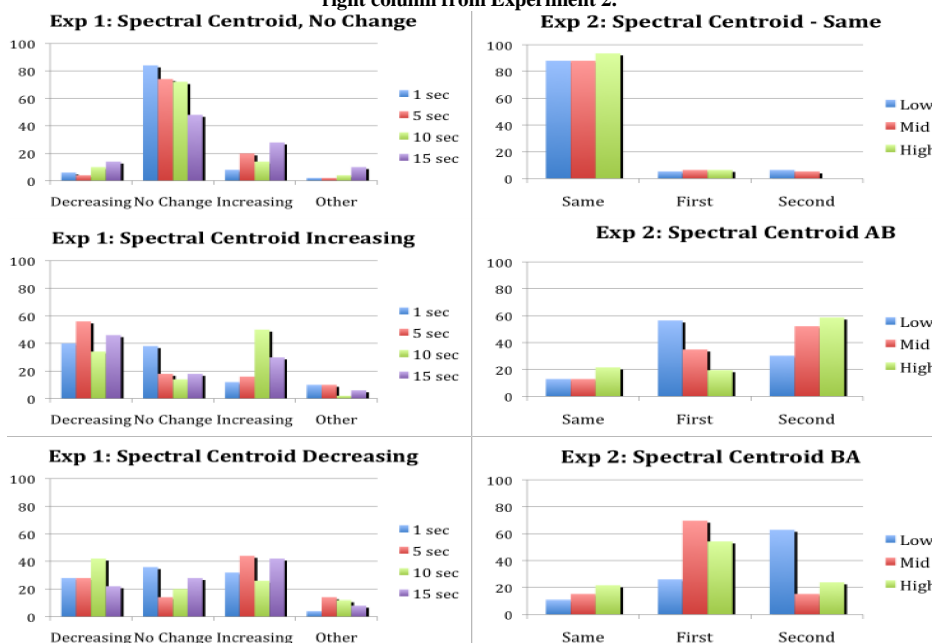 right column from Experiment 2.
Exp 1: Spectral Centroid, No Change
100
80
60
40
20
0
Decreasing No Change Increasing Other
1 sec
5 sec
10 sec
15 sec
Exp 2: Spectral Centroid - Same
100
80
60
40
20
0
Same First Second
Low
Mid
High
Exp 1: Spectral Centroid Increasing
100
80
60
40
20
0
Decreasing No Change Increasing Other
1 sec
5 sec
10 sec
15 sec
Exp 2: Spectral Centroid AB
100
80
60
40
20
0
Same First Second
Low
Mid
High
Exp 1: Spectral Centroid Decreasing
100
80
60
40
20
0
Decreasing No Change Increasing Other
1 sec
5 sec
10 sec
15 sec
Exp 2: Spectral Centroid BA
100
80
60
40
20
0
Same First Second
Low
Mid
High